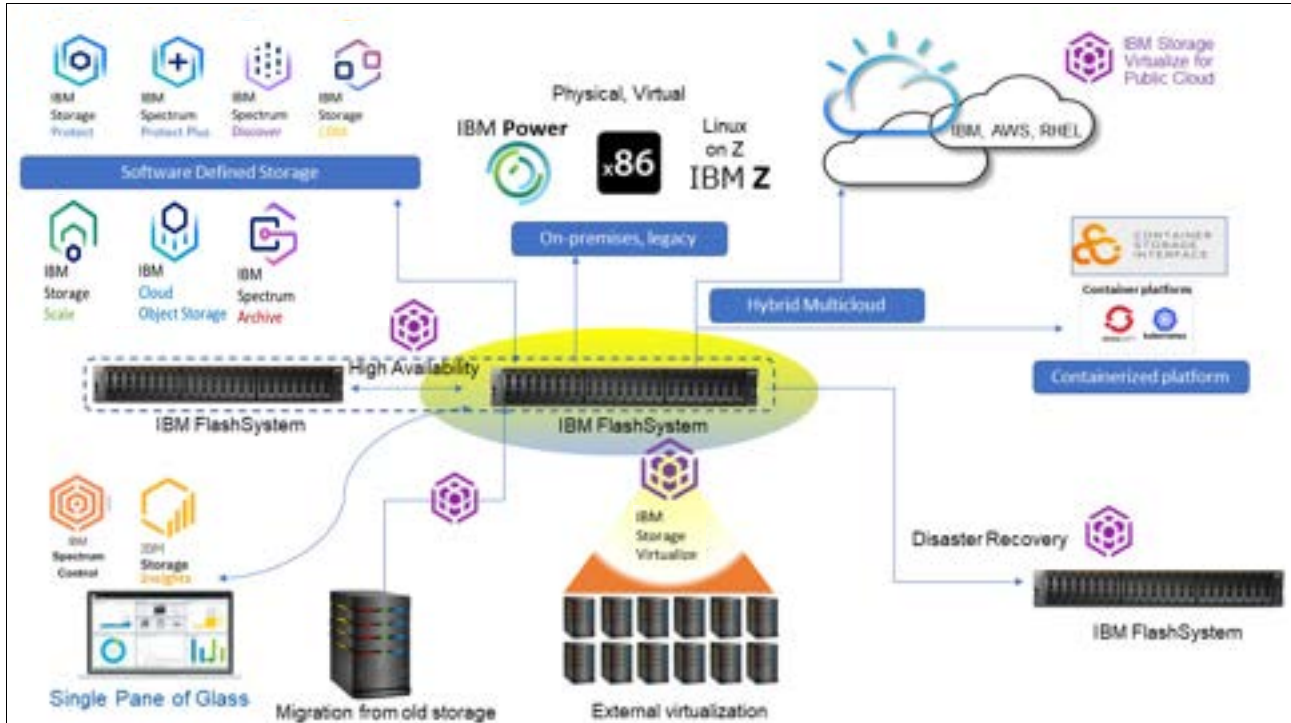 IBM
Storage
Protect
IBM
Spectrum
Protect Plus
IBM
Spectrum
Discover
IBM
Storage
Software Defined Storage
IBM
Storage
Scale
IBM
Cloud
Object Storage
IBM
Spectrum
Archive
Physical, Virtual
IBM Power
x86
Linux
on Z
IBM Z
On-premises, legacy
IBM Storage
Virtualize for
Public Cloud
IBM, AWS, RHEL
Hybrid Multicloud
CONTAINER
STORAGE
INTERFACE
Container platform
kubernetes
Containerized platform
High Availability
IBM FlashSystem
IBM FlashSystem
IBM
Storage
Virtualize
IBM
Spectrum
Control
IBM
Storage
Insights
Single Pane of Glass
Migration from old storage
External virtualization
Disaster Recovery
IBM FlashSystem